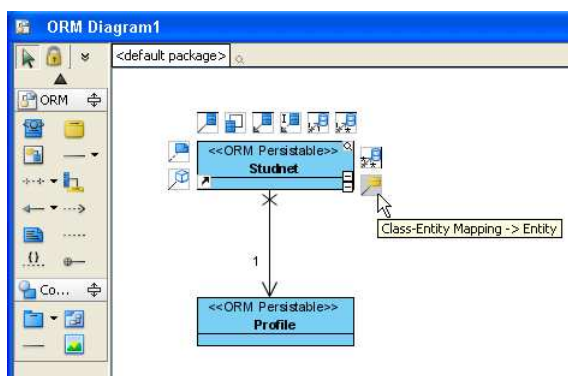 ORM Diagram1
<default package>
ORM
<<ORM Persistable>>
Studnet
Class-Entity Mapping -> Entity
1
Co...
<<ORM Persistable>>
Profile